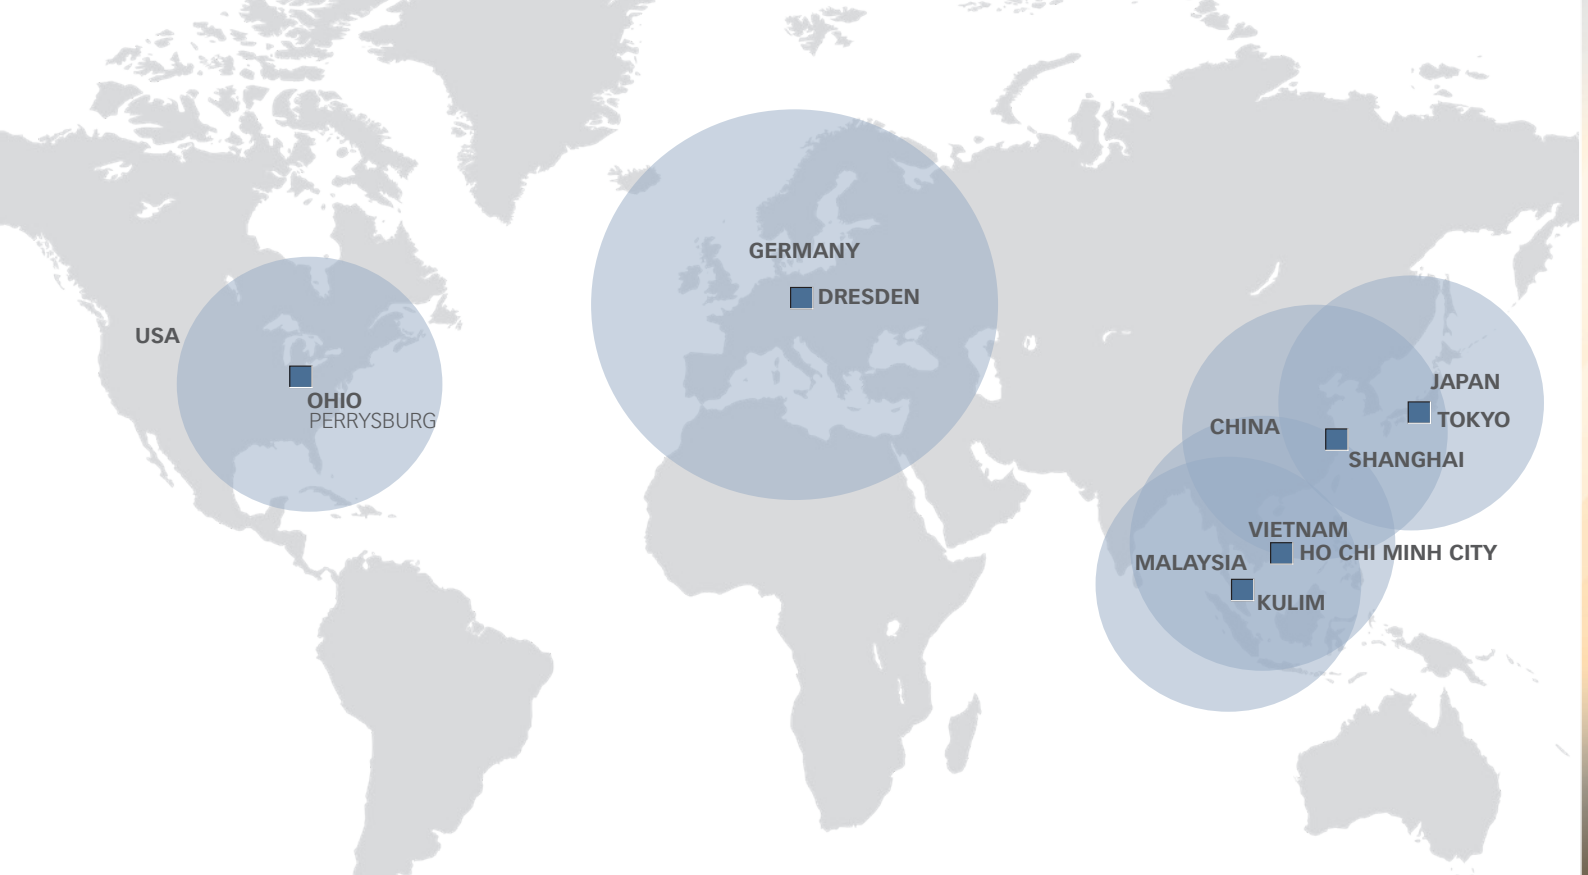 GERMANY
DRESDEN
USA
OHIO
PERRYSBURG
JAPAN
TOKYO
CHINA
SHANGHAI
VIETNAM
HO CHI MINH CITY
MALAYSIA
KULIM